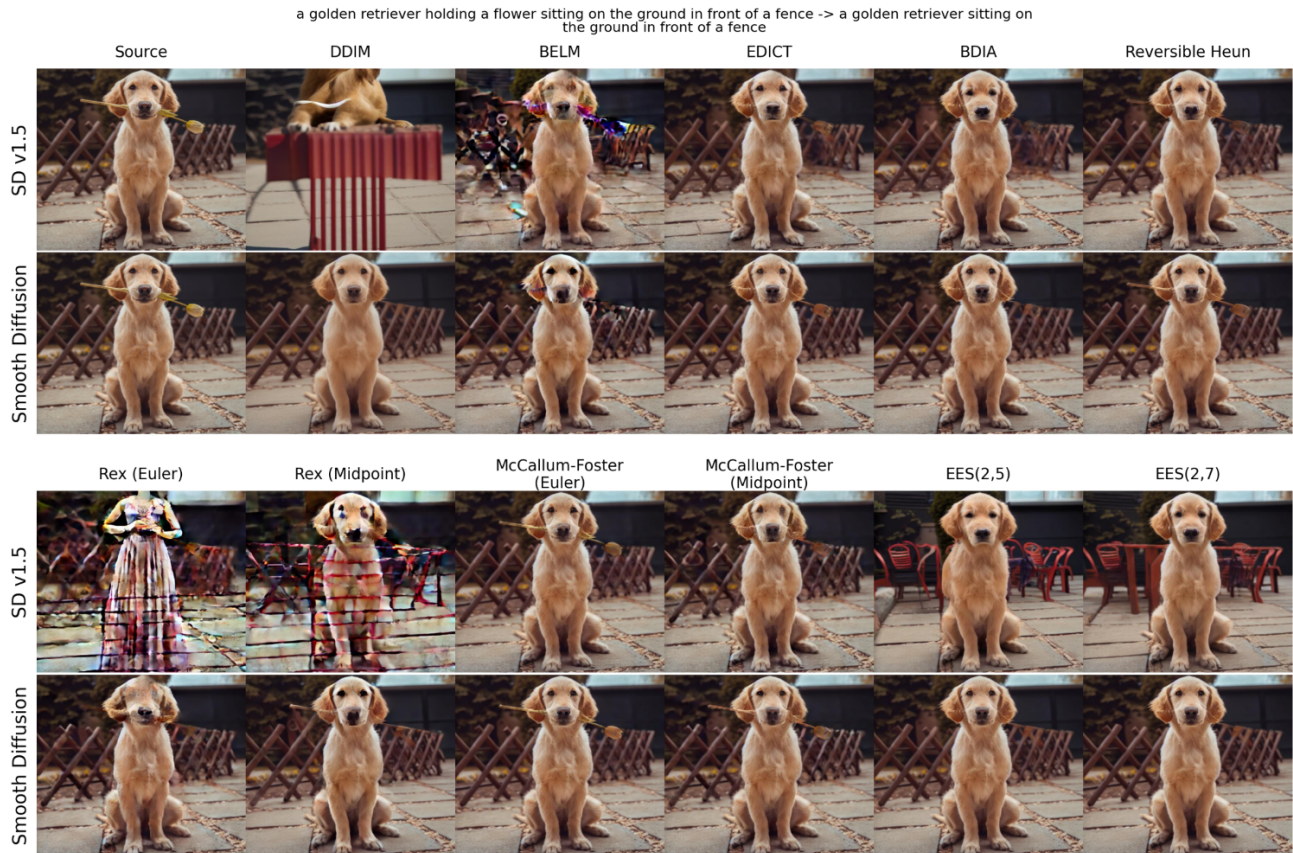 a golden retriever holding a flower sitting on the ground in front of a fence -> a golden retriever sitting on
the ground in front of a fence
Source
DDIM
BELM
EDICT
BDIA
Reversible Heun
SD v1.5
Smooth Diffusion
Rex (Euler)
Rex (Midpoint)
McCallum-Foster
(Euler)
McCallum-Foster
(Midpoint)
EES(2,5)
EES(2,7)
SD v1.5
Smooth Diffusion